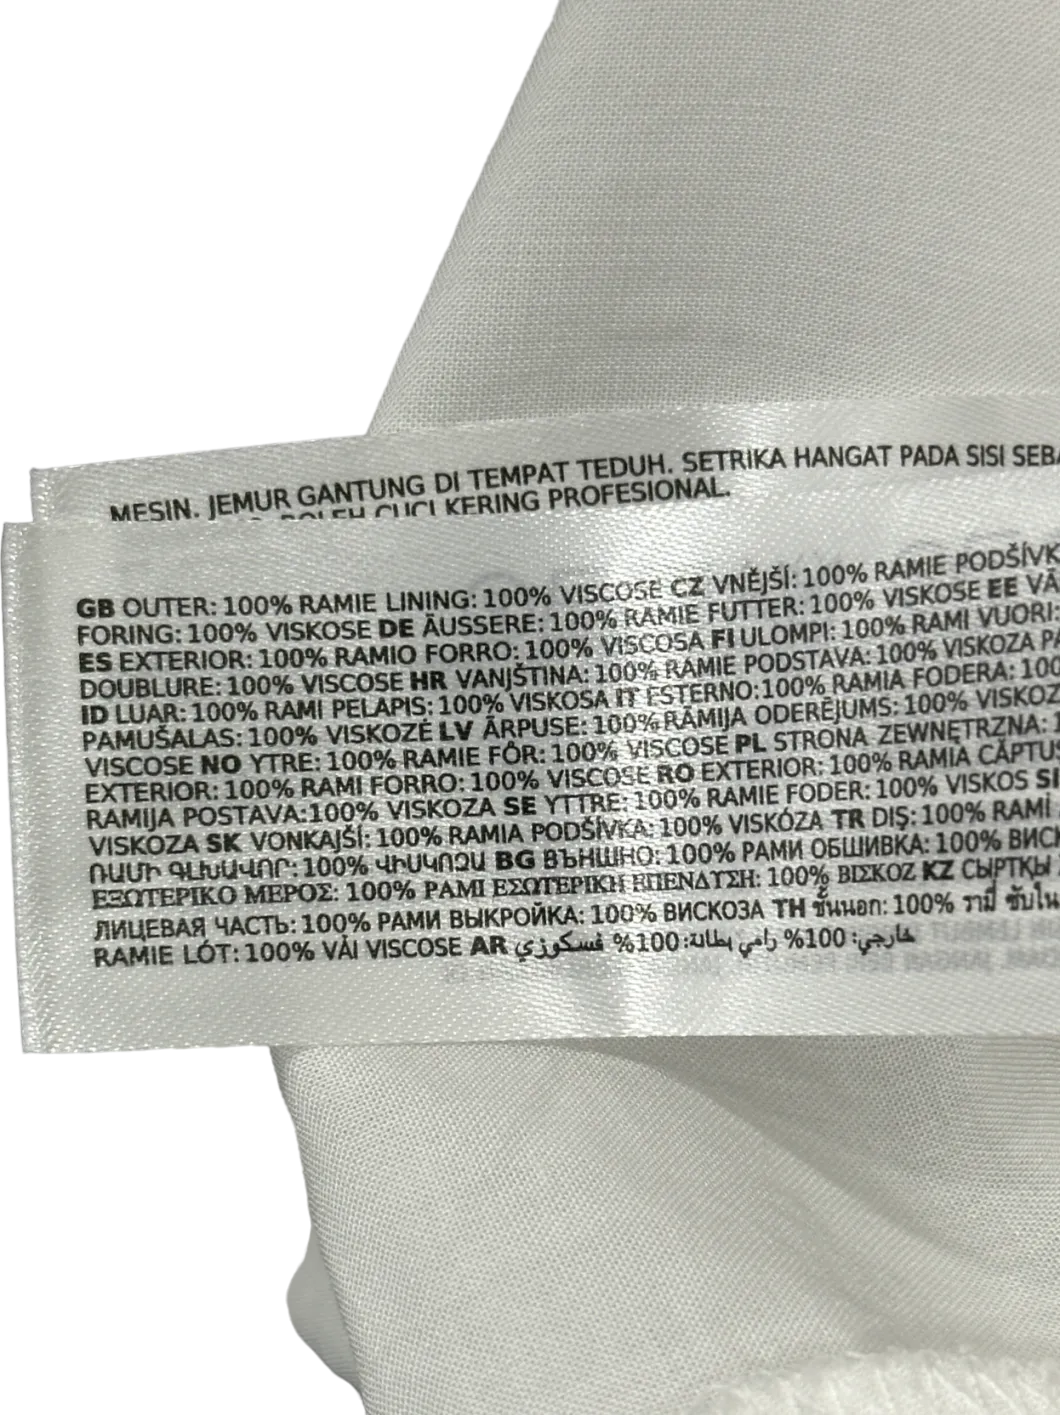 MESIN. JEMUR GANTUNG DI TEMPAT TEDUH. SETRIKA HANGAT PADA SISI
BOLEH CUCI KERING PROFESIONAL.
GB OUTER: 100% RAMIE LINING: 100% VISCOSE CZ VNĚJŠÍ: 100% RAMIE
FORING: 100% VISKOSE DE ÄUSSERE: 100% RAMIE FUTTER: 100% VISKOSE EE
ES EXTERIOR: 100% RAMIO FORRO: 100% VISCOSA FI ULOMPI: 100% RAMI
DOUBLURE: 100% VISCOSE HR VANJŠTINA: 100% RAMIE PODSTAVA: 100% VISKOZA
ID LUAR: 100% RAMI PELAPIS: 100% VISKOSA IT ESTERNO: 100% RAMIA FODERA:
PAMUŠALAS: 100% VISKOZĖ LV ĀRPUSE: 100% RĀMIJA ODERĒJUMS: 100%
VISCOSE NO YTRE: 100% RAMIE FÔR: 100% VISCOSE PL STRONA ZEWNĘTRZNA:
EXTERIOR: 100% RAMI FORRO: 100% VISCOSE RO EXTERIOR: 100% RAMIA
RAMIJA POSTAVA:100% VISKOZA SE YTTRE: 100% RAMIE FODER: 100% VISKOS
VISKOZA SK VONKAJŠÍ: 100% RAMIA PODŠÍVKA: 100% VISKÓZA TR DIŞ: 100% RAMİ
ՌԱՄԻ ԳԼԽԱՎՈՐ: 100% ՎԻՍԿՈԶԱ BG ВЪНШНО: 100% РАМИ ОБШИВКА: 100%
ΕΞΩΤΕΡΙΚΟ ΜΕΡΟΣ: 100% ΡΑΜΙ ΕΣΩΤΕΡΙΚΗ ΕΠΕΝΔΥΣΗ: 100% ΒΙΣΚΟΖ KZ СЫРТҚЫ
ЛИЦЕВАЯ ЧАСТЬ: 100% РАМИ ВЫКРОЙКА: 100% ВИСКОЗА TH ชั้นนอก: 100% รามี
RAMIE LÓT: 100% VẢI VISCOSE AR خارجي: 100% رامي بطانة: 100% فسكوزي